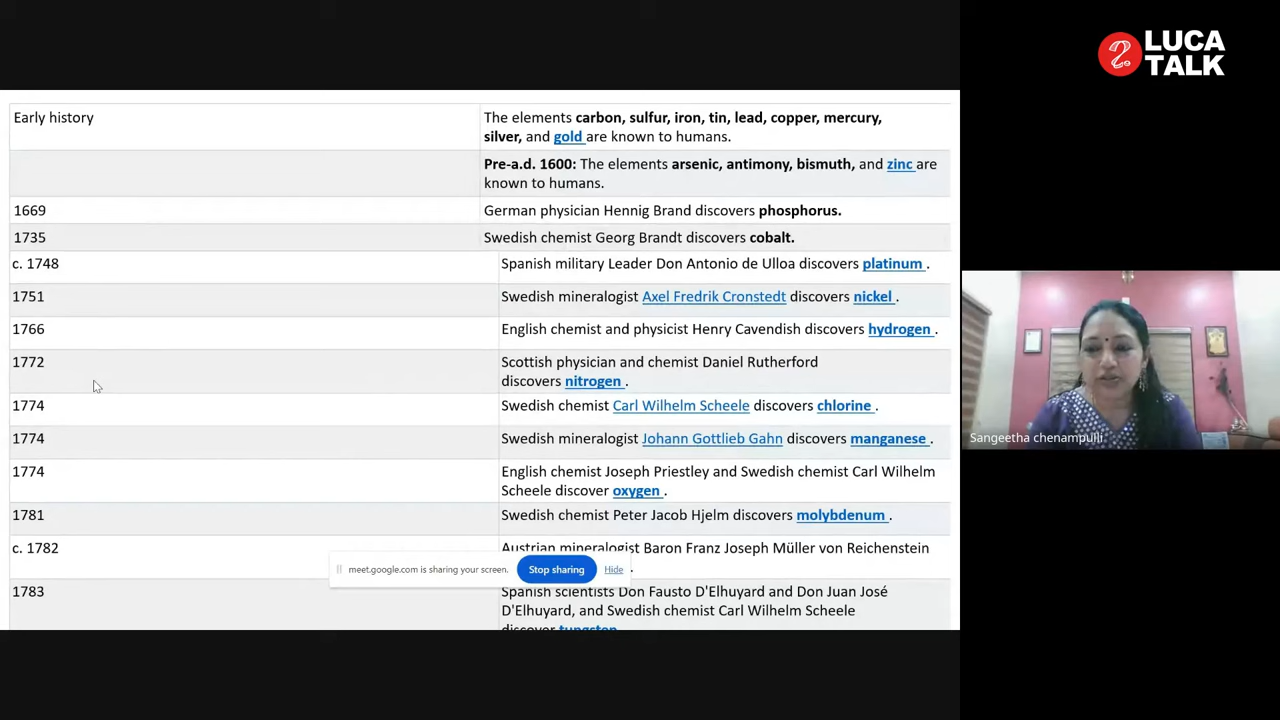 LUCA
TALK
Early history
The elements carbon, sulfur, iron, tin, lead, copper, mercury,
silver, and gold are known to humans.
Pre-a.d. 1600: The elements arsenic, antimony, bismuth, and zinc are
known to humans.
1669
German physician Hennig Brand discovers phosphorus.
1735
Swedish chemist Georg Brandt discovers cobalt.
c. 1748
Spanish military Leader Don Antonio de Ulloa discovers platinum .
1751
Swedish mineralogist Axel Fredrik Cronstedt discovers nickel .
1766
English chemist and physicist Henry Cavendish discovers hydrogen .
1772
Scottish physician and chemist Daniel Rutherford
discovers nitrogen .
1774
Swedish chemist Carl Wilhelm Scheele discovers chlorine .
1774
Swedish mineralogist Johann Gottlieb Gahn discovers manganese .
1774
English chemist Joseph Priestley and Swedish chemist Carl Wilhelm
Scheele discover oxygen .
1781
Swedish chemist Peter Jacob Hjelm discovers molybdenum .
c. 1782
Austrian mineralogist Baron Franz Joseph Müller von Reichenstein
.
meet.google.com is sharing your screen. Stop sharing Hide
1783
Spanish scientists Don Fausto D'Elhuyard and Don Juan José
D'Elhuyard, and Swedish chemist Carl Wilhelm Scheele
discover tungsten
Sangeetha chenampulli